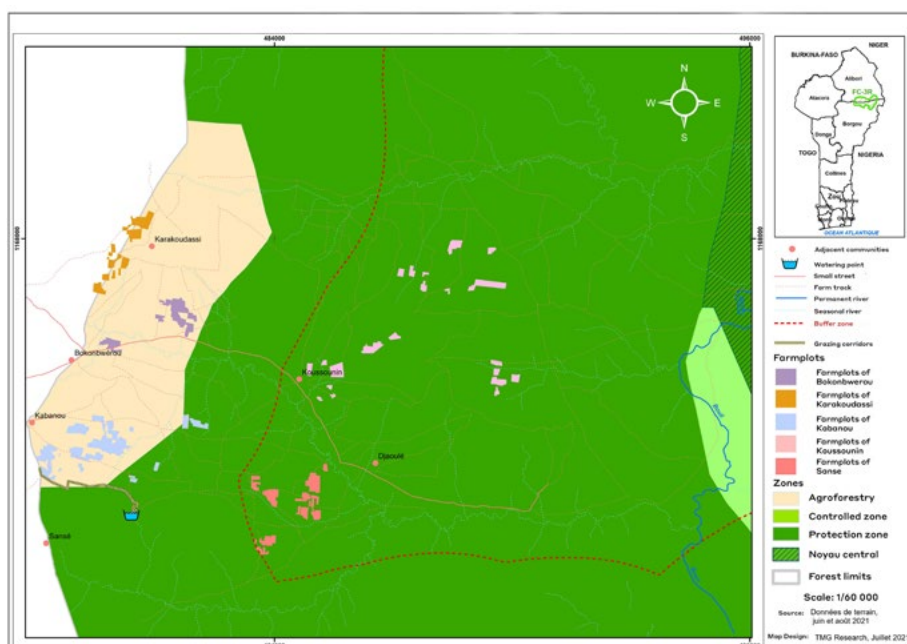 484000
496000
1168000
1168000
N
W
E
S
Karakoudassi
Bokonbwerou
Kabanou
Koussounin
Djaoulé
Sansé
NIGER
BURKINA-FASO
Alibori
FC-3R
Atacora
Borgou
Donga
TOGO
NIGERIA
Collines
OCEAN ATLANTIQUE
Adjacent communities
Watering point
Small street
Farm track
Permanent river
Seasonal river
Buffer zone
Grazing corridors
Farmplots
Farmplots of
Bokonbwerou
Farmplots of
Karakoudassi
Farmplots of
Kabanou
Farmplots of
Koussounin
Farmplots of
Sanse
Zones
Agroforestry
Controlled zone
Protection zone
Noyau central
Forest limits
Scale: 1/60 000
Source: Données de terrain,
juin et août 2021
Map Design: TMG Research, Juillet 202